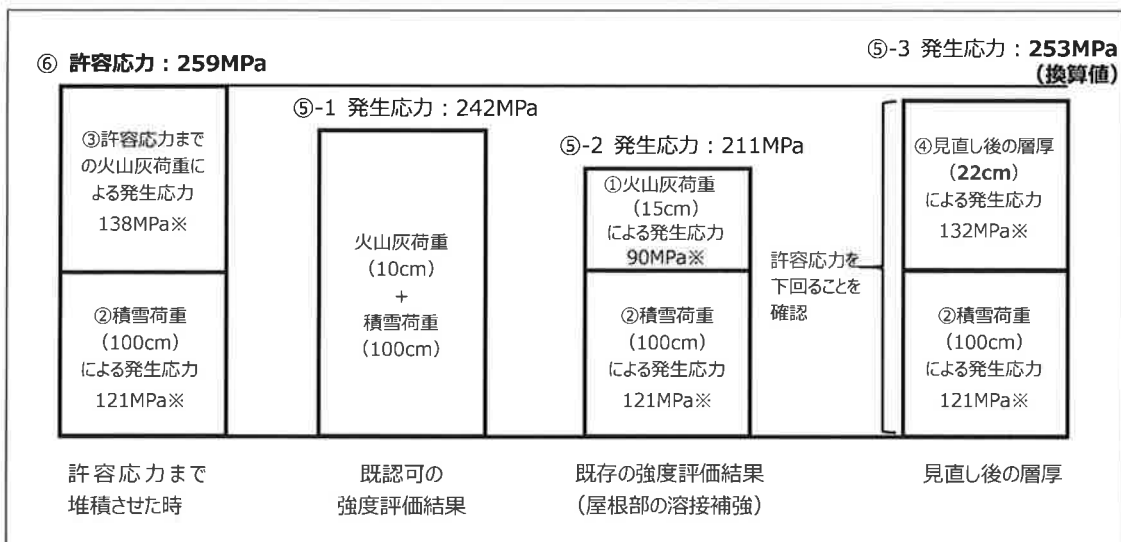 ⑥ 許容応力：259MPa
⑤-3 発生応力：253MPa
（換算値）
⑤-1 発生応力：242MPa
⑤-2 発生応力：211MPa
③許容応力まで
の火山灰荷重に
よる発生応力
138MPa※
②積雪荷重
（100cm）
による発生応力
121MPa※
火山灰荷重
（10cm）
+
積雪荷重
（100cm）
①火山灰荷重
（15cm）
による発生応力
90MPa※
②積雪荷重
（100cm）
による発生応力
121MPa※
許容応力を
下回ることを
確認
④見直し後の層厚
（22cm）
による発生応力
132MPa※
②積雪荷重
（100cm）
による発生応力
121MPa※
許容応力まで
堆積させた時
既認可の
強度評価結果
既存の強度評価結果
（屋根部の溶接補強）
見直し後の層厚